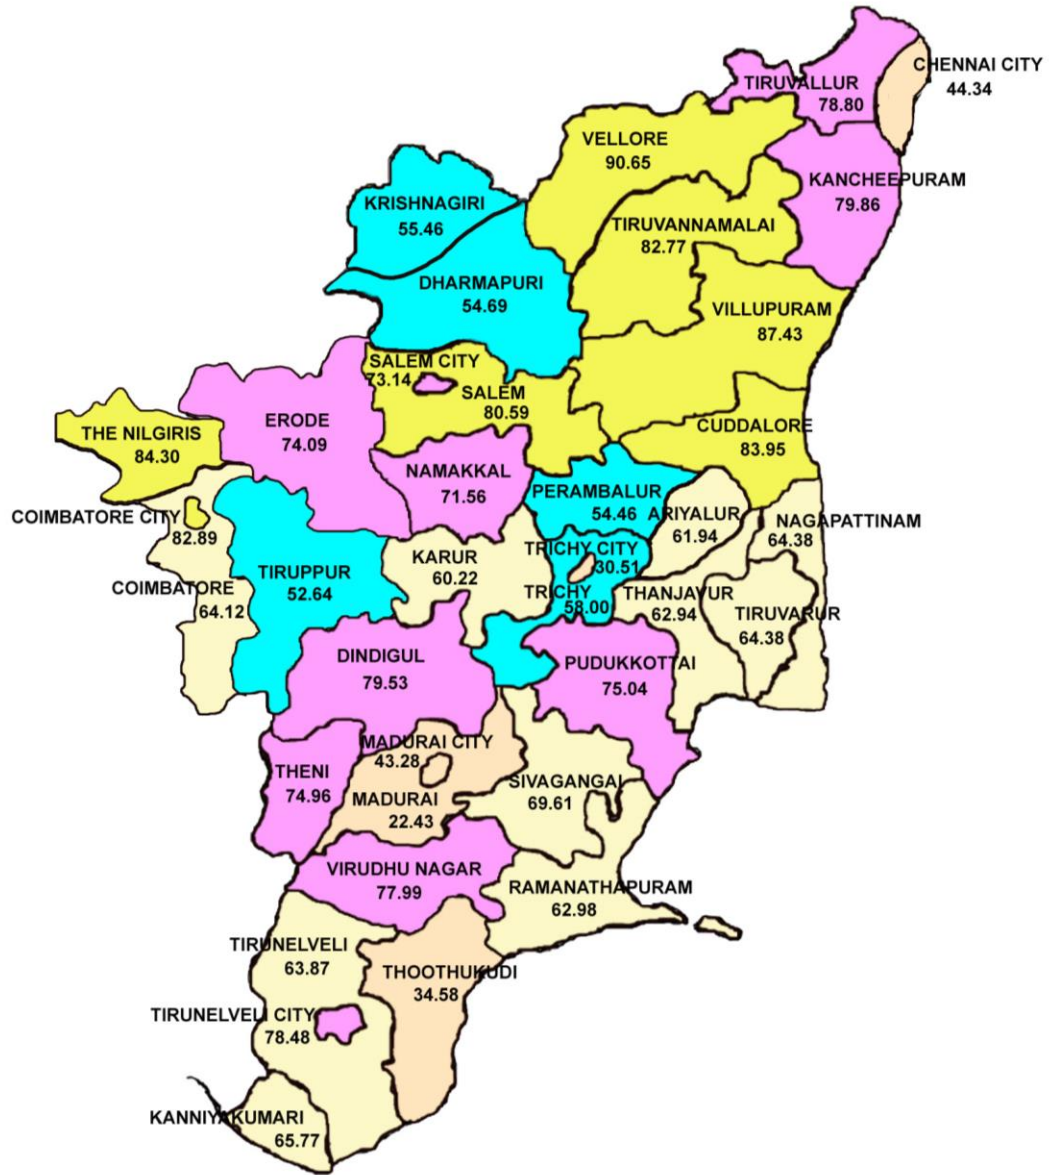 CHENNAI CITY
44.34
TIRUVALLUR
78.80
VELLORE
90.65
KANCHEEPURAM
79.86
KRISHNAGIRI
55.46
TIRUVANNAMALAI
82.77
DHARMAPURI
54.69
VILLUPURAM
87.43
SALEM CITY
73.14
SALEM
80.59
ERODE
74.09
CUDDALORE
83.95
THE NILGIRIS
84.30
NAMAKKAL
71.56
PERAMBALUR
54.46
ARIYALUR
61.94
NAGAPATTINAM
64.38
COIMBATORE CITY
82.89
TRICHY CITY
30.51
KARUR
60.22
TIRUPPUR
52.64
COIMBATORE
64.12
TRICHY
58.00
THANJAVUR
62.94
TIRUVARUR
64.38
DINDIGUL
79.53
PUDUKKOTTAI
75.04
MADURAI CITY
43.28
THENI
74.96
SIVAGANGAI
69.61
MADURAI
22.43
VIRUDHU NAGAR
77.99
RAMANATHAPURAM
62.98
TIRUNELVELI
63.87
THOOTHUKUDI
34.58
TIRUNELVELI CITY
78.48
KANNIYAKUMARI
65.77